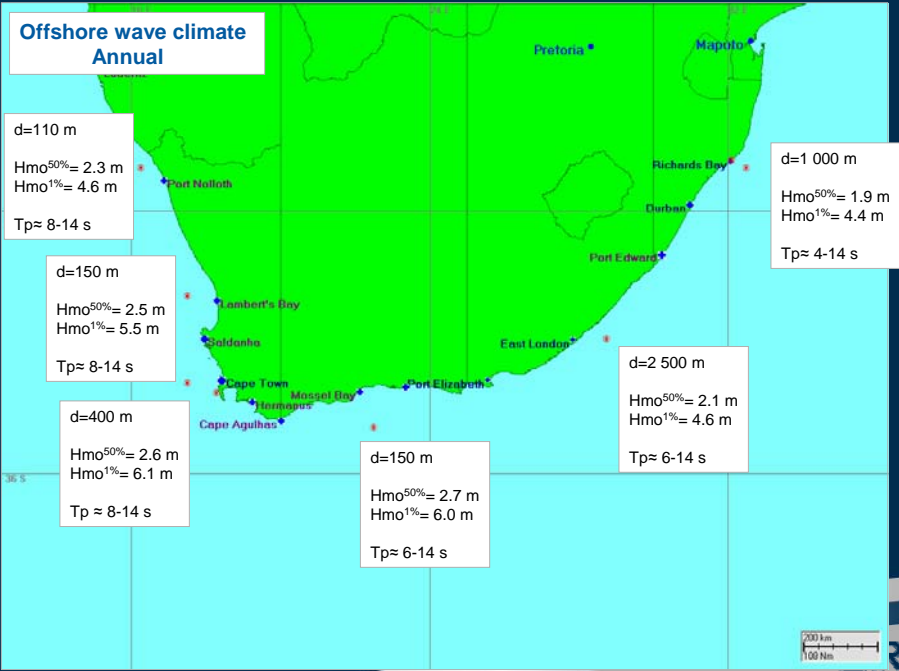 Offshore wave climate
Annual
Pretoria
Maputo
d=110 m
Hmo50%= 2.3 m
Hmo1%= 4.6 m
Tp≈ 8-14 s
Port Nolloth
Richards Bay
d=1 000 m
Hmo50%= 1.9 m
Hmo1%= 4.4 m
Tp≈ 4-14 s
Durban
Port Edward
d=150 m
Hmo50%= 2.5 m
Hmo1%= 5.5 m
Tp≈ 8-14 s
Lambert's Bay
Saldanha
East London
d=2 500 m
Hmo50%= 2.1 m
Hmo1%= 4.6 m
Tp≈ 6-14 s
Cape Town
Hermanus
Mossel Bay
Port Elizabeth
Cape Agulhas
d=400 m
Hmo50%= 2.6 m
Hmo1%= 6.1 m
Tp ≈ 8-14 s
d=150 m
Hmo50%= 2.7 m
Hmo1%= 6.0 m
Tp≈ 6-14 s
36 S
200 km
100 Nm